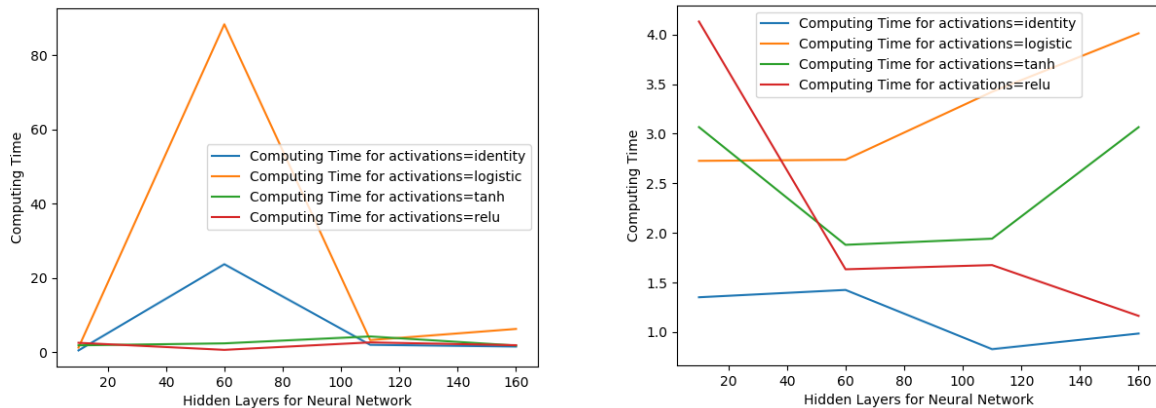 80
60
40
20
0
Computing Time
Computing Time for activations=identity
Computing Time for activations=logistic
Computing Time for activations=tanh
Computing Time for activations=relu
20 40 60 80 100 120 140 160
Hidden Layers for Neural Network
4.0
3.5
3.0
2.5
2.0
1.5
1.0
Computing Time
Computing Time for activations=identity
Computing Time for activations=logistic
Computing Time for activations=tanh
Computing Time for activations=relu
20 40 60 80 100 120 140 160
Hidden Layers for Neural Network